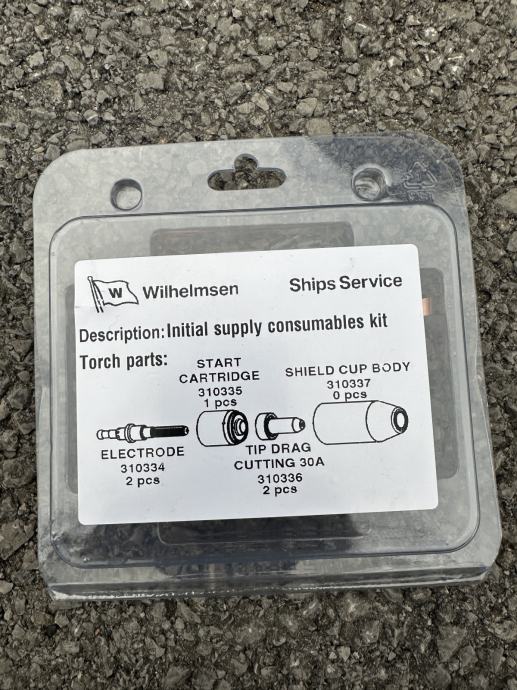 W Wilhelmsen Ships Service
Description: Initial supply consumables kit
Torch parts:
START
CARTRIDGE
310335
1 pcs
SHIELD CUP BODY
310337
0 pcs
ELECTRODE
310334
2 pcs
TIP DRAG
CUTTING 30A
310336
2 pcs